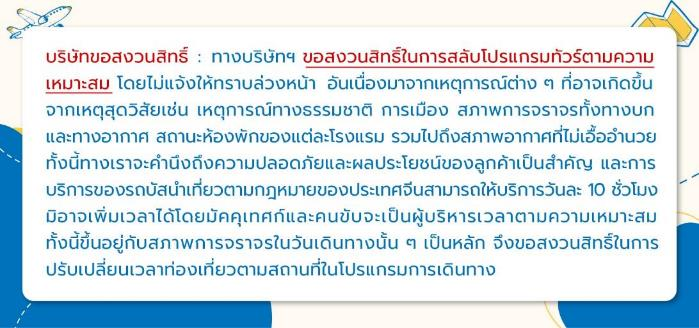 บริษัทขอสงวนสิทธิ์ : ทางบริษัทฯ ขอสงวนสิทธิ์ในการสลับโปรแกรมทัวร์ตามความ
เหมาะสม โดยไม่แจ้งให้ทราบล่วงหน้า อันเนื่องมาจากเหตุการณ์ต่าง ๆ ที่อาจเกิดขึ้น
จากเหตุสุดวิสัยเช่น เหตุการณ์ทางธรรมชาติ การเมือง สภาพการจราจรทั้งทางบก
และทางอากาศ สถานะห้องพักของแต่ละโรงแรม รวมไปถึงสภาพอากาศที่ไม่เอื้ออำนวย
ทั้งนี้ทางเราจะคำนึงถึงความปลอดภัยและผลประโยชน์ของลูกค้าเป็นสำคัญ และการ
บริการของรถบัสนำเที่ยวตามกฎหมายของประเทศจีนสามารถให้บริการวันละ 10 ชั่วโมง
มิอาจเพิ่มเวลาได้โดยมัคคุเทศก์และคนขับจะเป็นผู้บริหารเวลาตามความเหมาะสม
ทั้งนี้ขึ้นอยู่กับสภาพการจราจรในวันเดินทางนั้น ๆ เป็นหลัก จึงขอสงวนสิทธิ์ในการ
ปรับเปลี่ยนเวลาท่องเที่ยวตามสถานที่ในโปรแกรมการเดินทาง